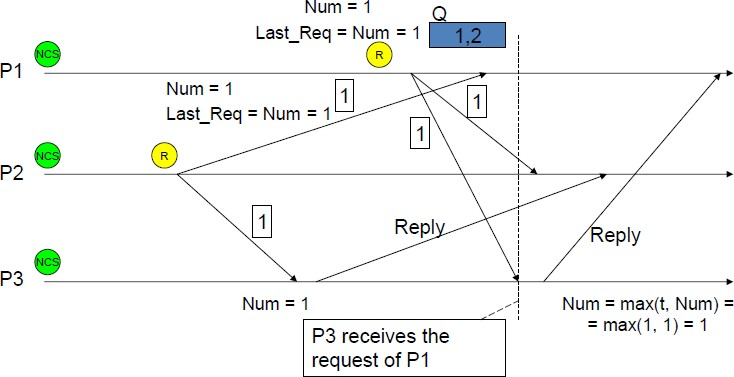 Num = 1
Last_Req = Num = 1
Q
1,2
NCS
R
P1
Num = 1
Last_Req = Num = 1
1
1
1
NCS
R
P2
1
Reply
Reply
NCS
P3
Num = 1
Num = max(t, Num) =
= max(1, 1) = 1
P3 receives the
request of P1